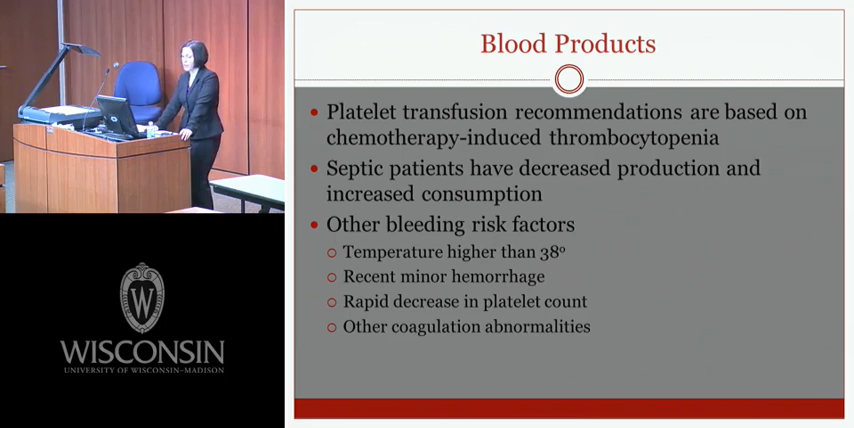 Blood Products
• Platelet transfusion recommendations are based on
chemotherapy-induced thrombocytopenia
• Septic patients have decreased production and
increased consumption
• Other bleeding risk factors
○ Temperature higher than 38º
○ Recent minor hemorrhage
○ Rapid decrease in platelet count
○ Other coagulation abnormalities
W
WISCONSIN
UNIVERSITY OF WISCONSIN–MADISON